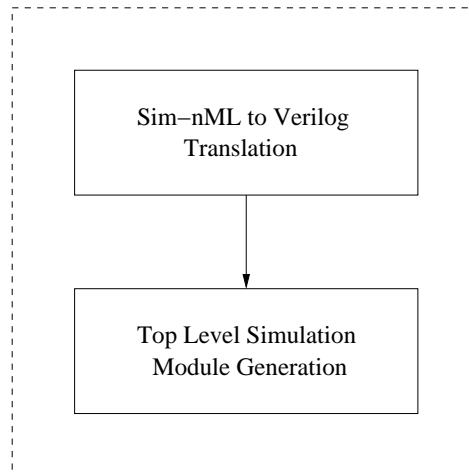 Sim−nML to Verilog
Translation
Top Level Simulation
Module Generation